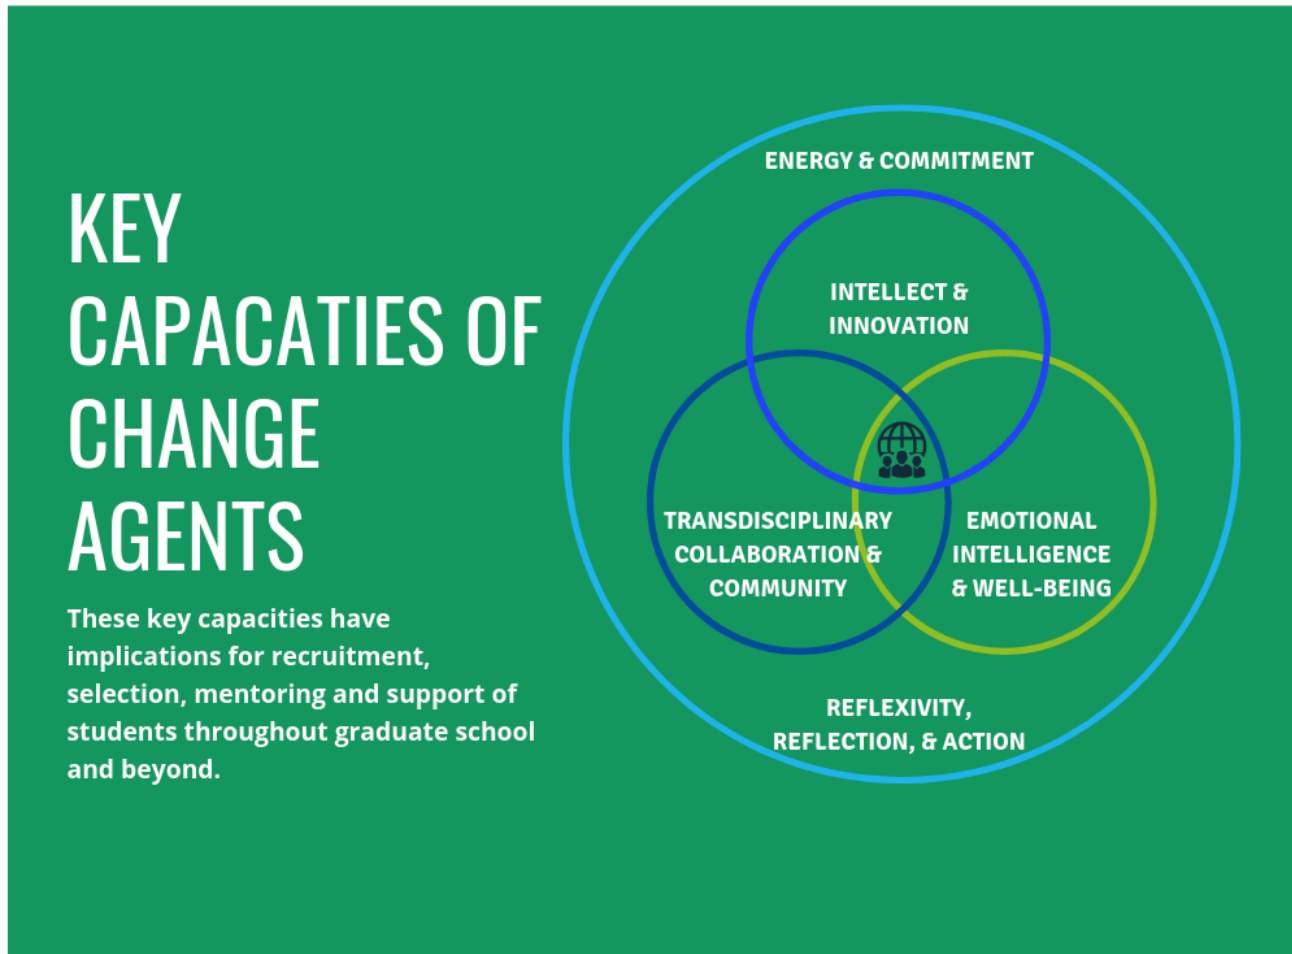 KEY
CAPACATIES OF
CHANGE
AGENTS
These key capacities have
implications for recruitment,
selection, mentoring and support of
students throughout graduate school
and beyond.
ENERGY & COMMITMENT
INTELLECT &
INNOVATION
TRANSDISCIPLINARY
COLLABORATION &
COMMUNITY
EMOTIONAL
INTELLIGENCE
& WELL-BEING
REFLEXIVITY,
REFLECTION, & ACTION